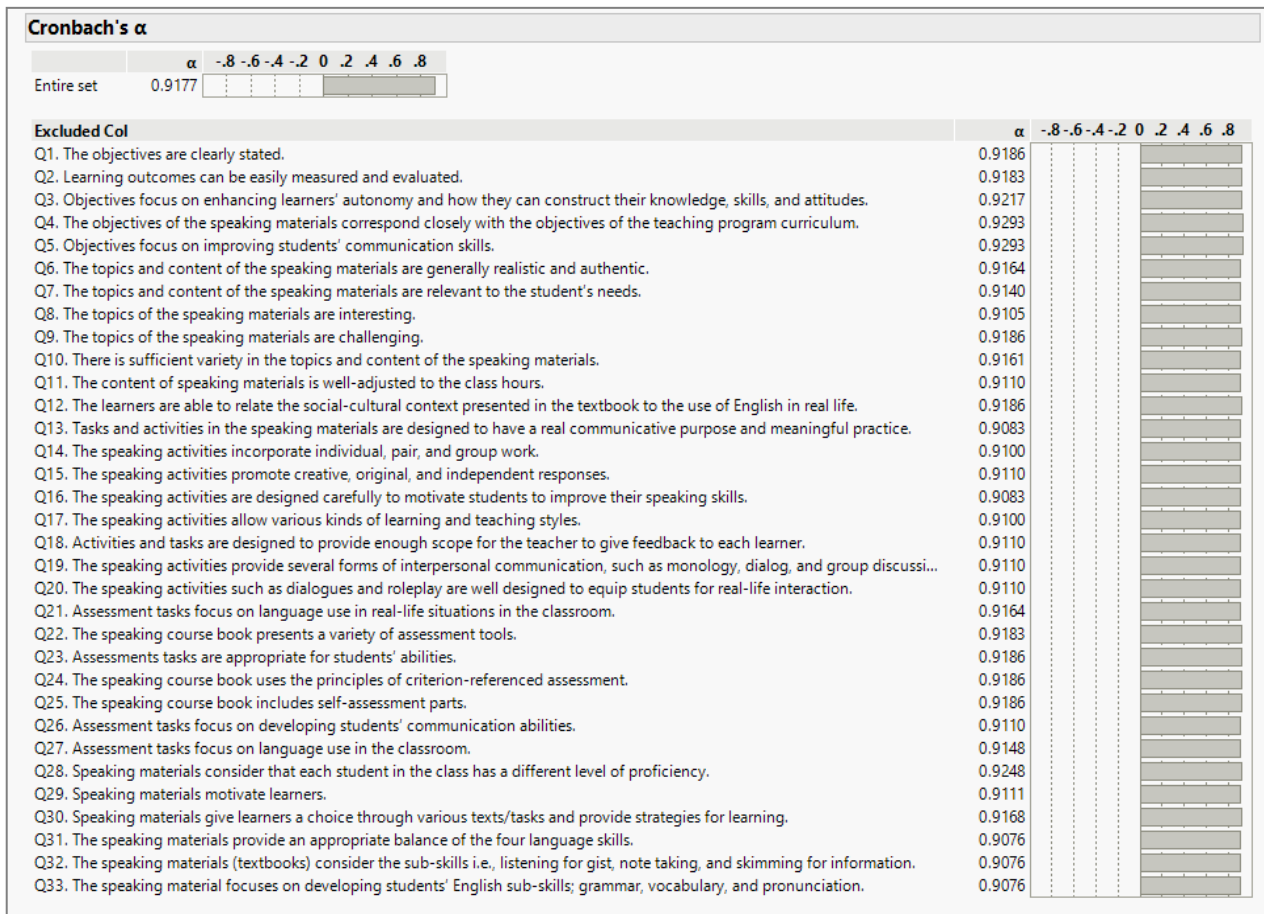 Cronbach's α
α -.8 -.6 -.4 -.2 0 .2 .4 .6 .8
Entire set 0.9177
Excluded Col α -.8 -.6 -.4 -.2 0 .2 .4 .6 .8
Q1. The objectives are clearly stated. 0.9186
Q2. Learning outcomes can be easily measured and evaluated. 0.9183
Q3. Objectives focus on enhancing learners' autonomy and how they can construct their knowledge, skills, and attitudes. 0.9217
Q4. The objectives of the speaking materials correspond closely with the objectives of the teaching program curriculum. 0.9293
Q5. Objectives focus on improving students' communication skills. 0.9293
Q6. The topics and content of the speaking materials are generally realistic and authentic. 0.9164
Q7. The topics and content of the speaking materials are relevant to the student's needs. 0.9140
Q8. The topics of the speaking materials are interesting. 0.9105
Q9. The topics of the speaking materials are challenging. 0.9186
Q10. There is sufficient variety in the topics and content of the speaking materials. 0.9161
Q11. The content of speaking materials is well-adjusted to the class hours. 0.9110
Q12. The learners are able to relate the social-cultural context presented in the textbook to the use of English in real life. 0.9186
Q13. Tasks and activities in the speaking materials are designed to have a real communicative purpose and meaningful practice. 0.9083
Q14. The speaking activities incorporate individual, pair, and group work. 0.9100
Q15. The speaking activities promote creative, original, and independent responses. 0.9110
Q16. The speaking activities are designed carefully to motivate students to improve their speaking skills. 0.9083
Q17. The speaking activities allow various kinds of learning and teaching styles. 0.9100
Q18. Activities and tasks are designed to provide enough scope for the teacher to give feedback to each learner. 0.9110
Q19. The speaking activities provide several forms of interpersonal communication, such as monology, dialog, and group discussi... 0.9110
Q20. The speaking activities such as dialogues and roleplay are well designed to equip students for real-life interaction. 0.9110
Q21. Assessment tasks focus on language use in real-life situations in the classroom. 0.9164
Q22. The speaking course book presents a variety of assessment tools. 0.9183
Q23. Assessments tasks are appropriate for students' abilities. 0.9186
Q24. The speaking course book uses the principles of criterion-referenced assessment. 0.9186
Q25. The speaking course book includes self-assessment parts. 0.9186
Q26. Assessment tasks focus on developing students' communication abilities. 0.9110
Q27. Assessment tasks focus on language use in the classroom. 0.9148
Q28. Speaking materials consider that each student in the class has a different level of proficiency. 0.9248
Q29. Speaking materials motivate learners. 0.9111
Q30. Speaking materials give learners a choice through various texts/tasks and provide strategies for learning. 0.9168
Q31. The speaking materials provide an appropriate balance of the four language skills. 0.9076
Q32. The speaking materials (textbooks) consider the sub-skills i.e., listening for gist, note taking, and skimming for information. 0.9076
Q33. The speaking material focuses on developing students' English sub-skills; grammar, vocabulary, and pronunciation. 0.9076